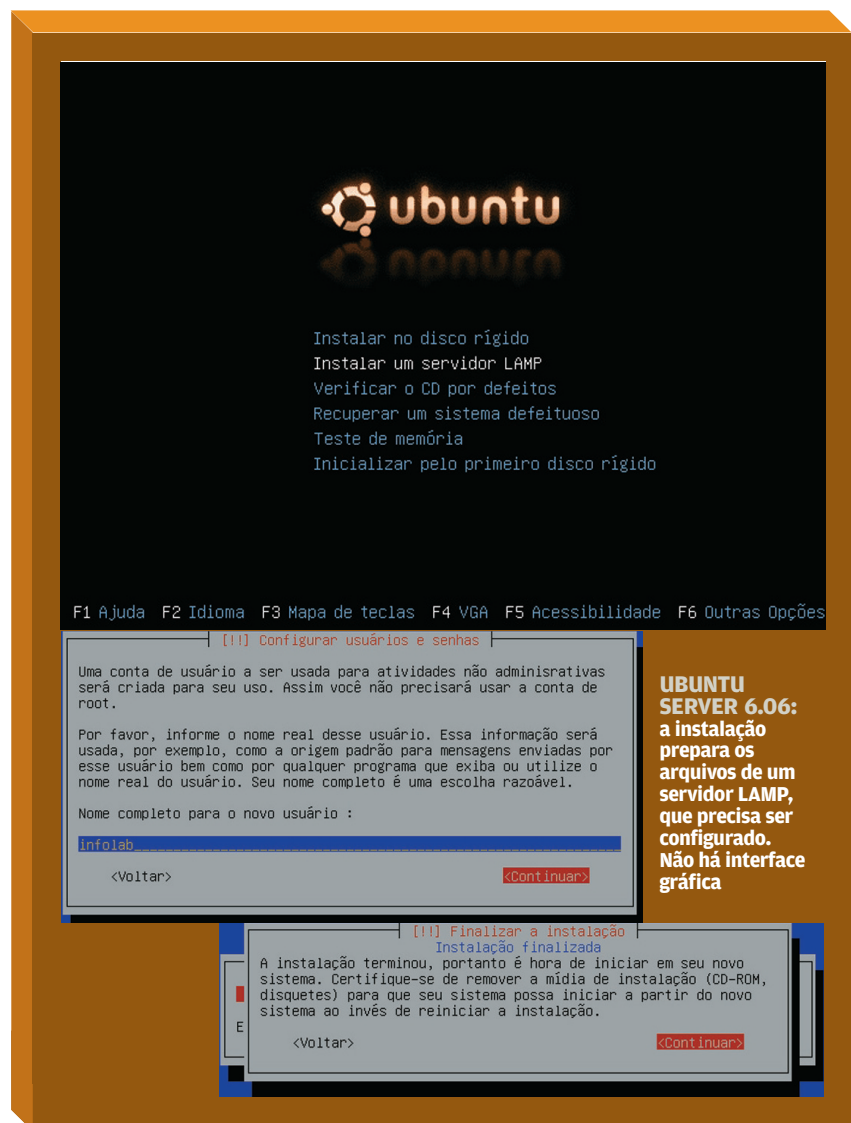 ubuntu
Instalar no disco rígido
Instalar um servidor LAMP
Verificar o CD por defeitos
Recuperar um sistema defeituoso
Teste de memória
Inicializar pelo primeiro disco rígido
F1 Ajuda F2 Idioma F3 Mapa de teclas F4 VGA F5 Acessibilidade F6 Outras Opções
[!!] Configurar usuários e senhas
Uma conta de usuário a ser usada para atividades não adminisrativas
será criada para seu uso. Assim você não precisará usar a conta de
root.
Por favor, informe o nome real desse usuário. Essa informação será
usada, por exemplo, como a origem padrão para mensagens enviadas por
esse usuário bem como por qualquer programa que exiba ou utilize o
nome real do usuário. Seu nome completo é uma escolha razoável.
Nome completo para o novo usuário :
infolab
<Voltar> <Continuar>
UBUNTU
SERVER 6.06:
a instalação
prepara os
arquivos de um
servidor LAMP,
que precisa ser
configurado.
Não há interface
gráfica
[!!] Finalizar a instalação
Instalação finalizada
A instalação terminou, portanto é hora de iniciar em seu novo
sistema. Certifique-se de remover a mídia de instalação (CD-ROM,
disquetes) para que seu sistema possa iniciar a partir do novo
sistema ao invés de reiniciar a instalação.
E
<Voltar> <Continuar>